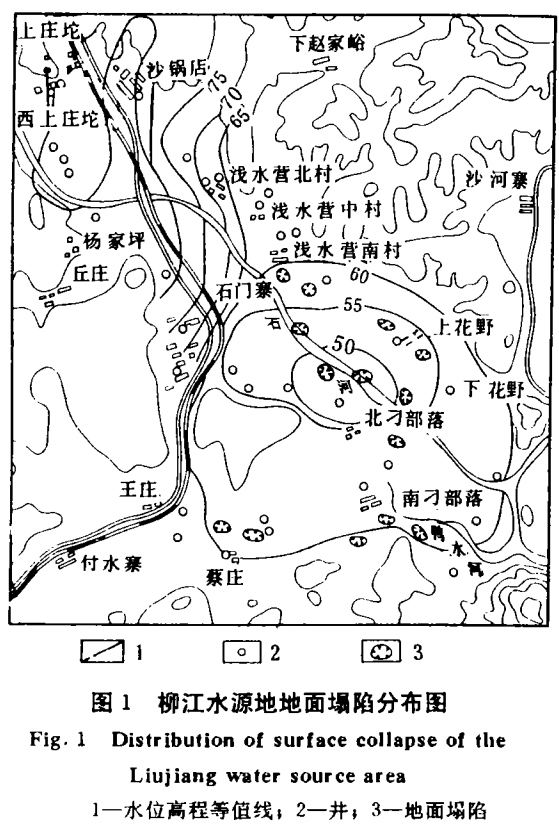 上庄坨
沙锅店
下赵家峪
75
70
65
西上庄坨
浅水营北村
沙河寨
浅水营中村
杨家坪
浅水营南村
丘庄
石门寨
60
55
石
上花野
50
河
下花野
北刁部落
王庄
南刁部落
鸭
水
河
付水寨
蔡庄
1
2
3
图1 柳江水源地地面塌陷分布图
Fig. 1 Distribution of surface collapse of the
Liujiang water source area
1—水位高程等值线；2—井；3—地面塌陷